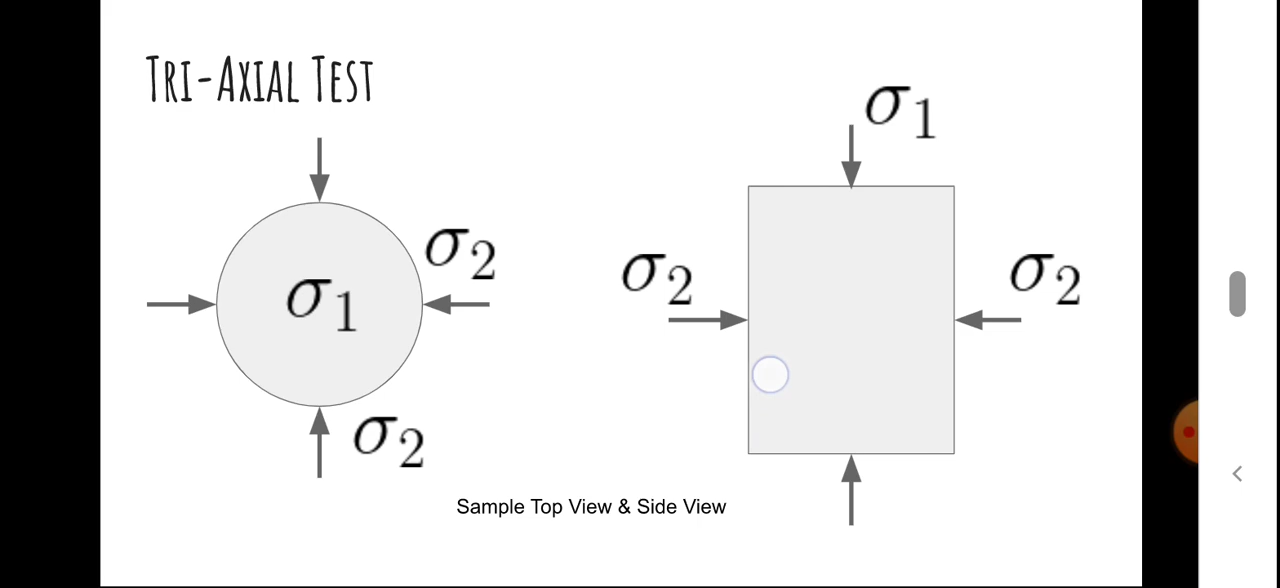 TRI-AXIAL TEST
σ1
σ2
σ1
σ2
σ2
σ2
Sample Top View & Side View